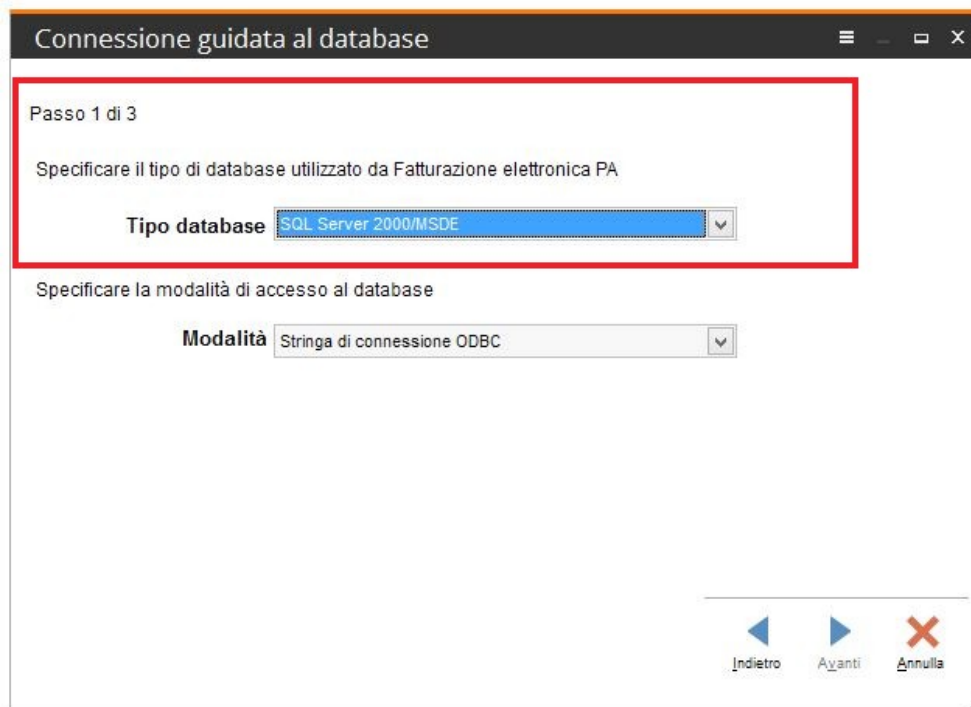 Connessione guidata al database
Passo 1 di 3
Specificare il tipo di database utilizzato da Fatturazione elettronica PA
Tipo database SQL Server 2000/MSDE
Specificare la modalità di accesso al database
Modalità Stringa di connessione ODBC
Indietro Avanti Annulla